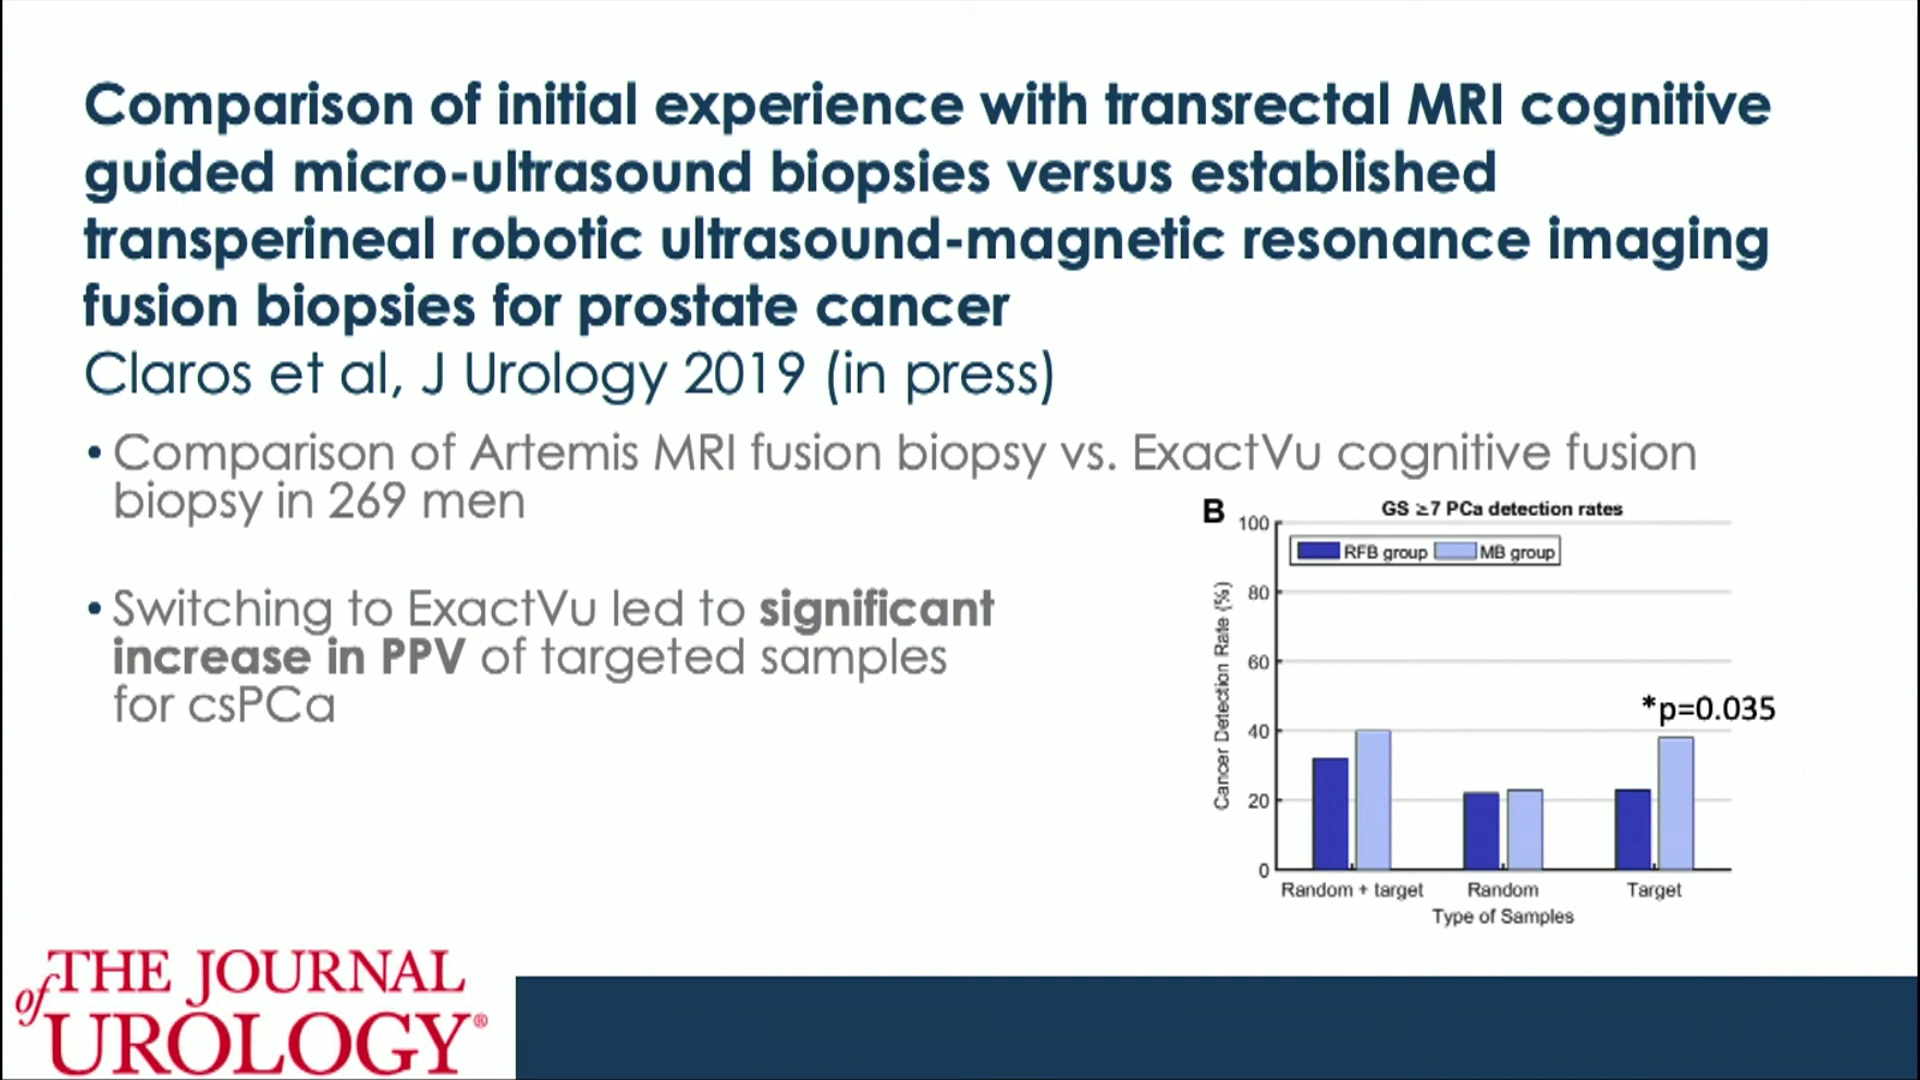 Comparison of initial experience with transrectal MRI cognitive
guided micro-ultrasound biopsies versus established
transperineal robotic ultrasound-magnetic resonance imaging
fusion biopsies for prostate cancer
Claros et al, J Urology 2019 (in press)
• Comparison of Artemis MRI fusion biopsy vs. ExactVu cognitive fusion
biopsy in 269 men
• Switching to ExactVu led to significant
increase in PPV of targeted samples
for csPCa
B
GS ≥7 PCa detection rates
RFB group MB group
Cancer Detection Rate (%)
100
80
60
40
20
0
*p=0.035
Random + target Random Target
Type of Samples
THE JOURNAL
of UROLOGY®